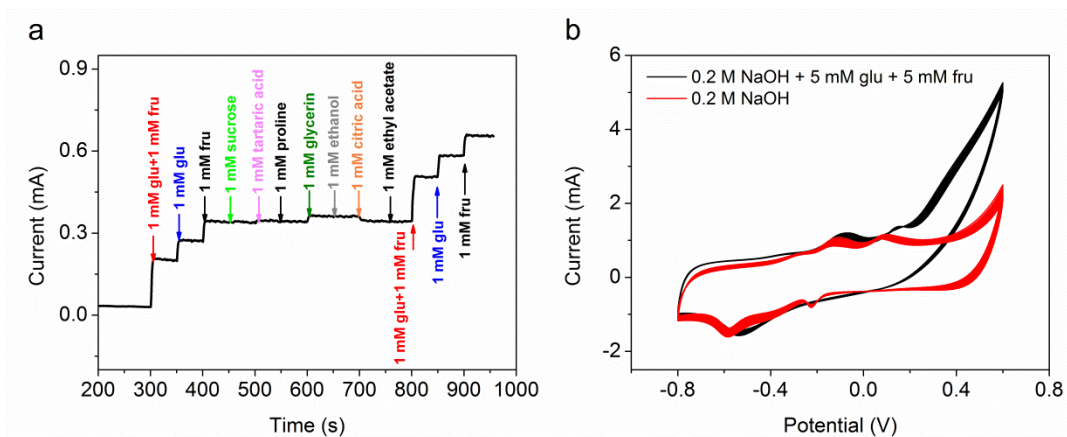 a
Current (mA)
0.9
0.6
0.3
0.0
200 300 400 500 600 700 800 900 1000
Time (s)
1 mM glu+1 mM fru
1 mM glu
1 mM fru
1 mM sucrose
1 mM tartaric acid
1 mM proline
1 mM glycerin
1 mM ethanol
1 mM citric acid
1 mM ethyl acetate
1 mM glu+1 mM fru
1 mM glu
1 mM fru
b
Current (mA)
6
4
2
0
-2
-0.8 -0.4 0.0 0.4 0.8
Potential (V)
0.2 M NaOH + 5 mM glu + 5 mM fru
0.2 M NaOH